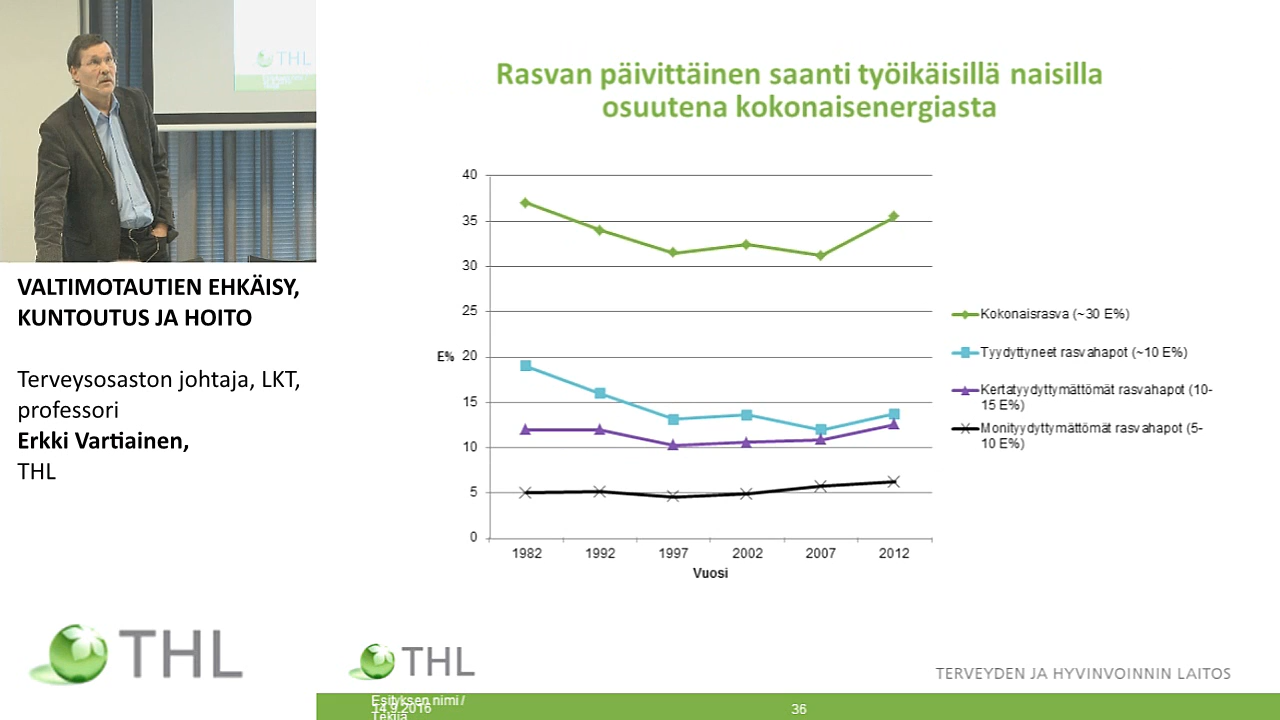 THL
VALTIMOTAUTIEN EHKÄISY,
KUNTOUTUS JA HOITO
Terveysosaston johtaja, LKT,
professori
Erkki Vartiainen,
THL
THL
Rasvan päivittäinen saanti työikäisillä naisilla
osuutena kokonaisenergiasta
40
35
30
25
E% 20
15
10
5
0
1982 1992 1997 2002 2007 2012
Vuosi
Kokonaisrasva (~30 E%)
Tyydyttyneet rasvahapot (~10 E%)
Kertatyydyttymättömät rasvahapot (10-
15 E%)
Monityydyttymättömät rasvahapot (5-
10 E%)
THL
TERVEYDEN JA HYVINVOINNIN LAITOS
Esityksen nimi /
14.9.2016
Tekijä
36